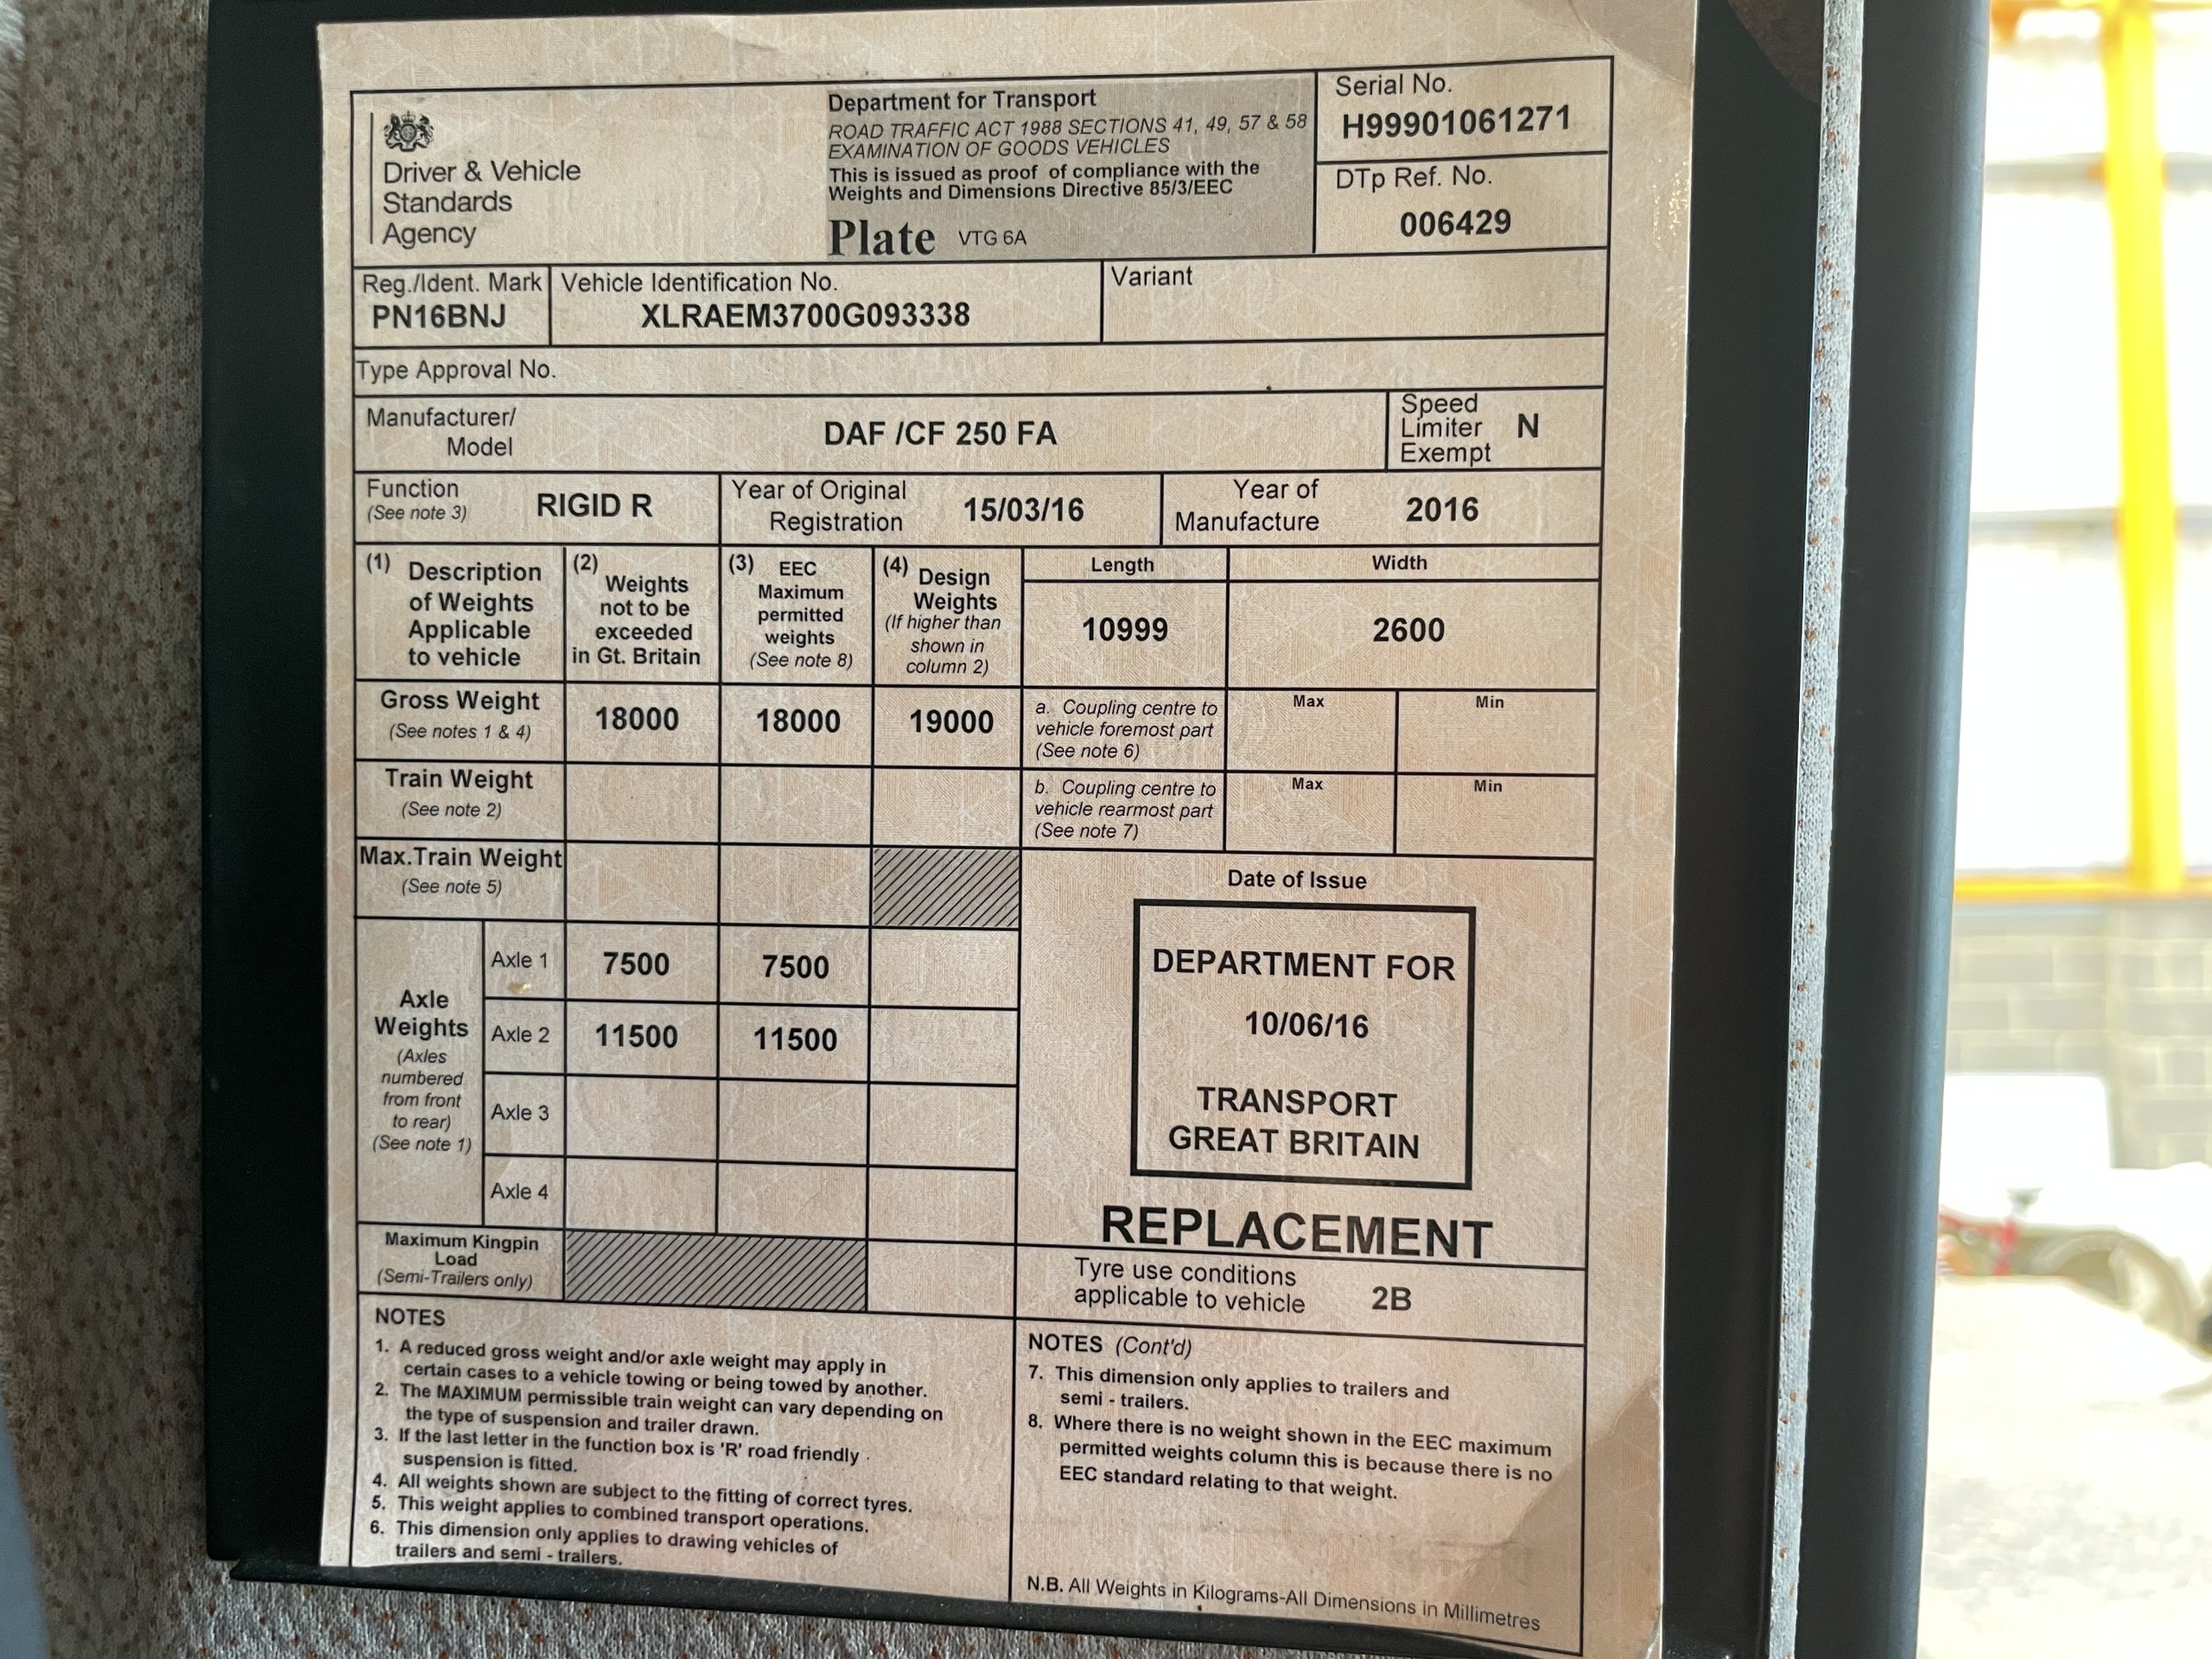 Driver & Vehicle
Standards
Agency
Department for Transport
ROAD TRAFFIC ACT 1988 SECTIONS 41, 49, 57 & 58
EXAMINATION OF GOODS VEHICLES
This is issued as proof of compliance with the
Weights and Dimensions Directive 85/3/EEC
Plate VTG 6A
Serial No.
H99901061271
DTp Ref. No.
006429
Reg./Ident. Mark
PN16BNJ
Vehicle Identification No.
XLRAEM3700G093338
Variant
Type Approval No.
Manufacturer/
Model
DAF /CF 250 FA
Speed
Limiter
Exempt
N
Function
(See note 3)
RIGID R
Year of Original
Registration
15/03/16
Year of
Manufacture
2016
(1) Description
of Weights
Applicable
to vehicle
(2) Weights
not to be
exceeded
in Gt. Britain
(3) EEC
Maximum
permitted
weights
(See note 8)
(4) Design
Weights
(If higher than
shown in
column 2)
Length
10999
Width
2600
Gross Weight
(See notes 1 & 4)
18000
18000
19000
a. Coupling centre to
vehicle foremost part
(See note 6)
Max
Min
Train Weight
(See note 2)
b. Coupling centre to
vehicle rearmost part
(See note 7)
Max
Min
Max.Train Weight
(See note 5)
Axle
Weights
(Axles
numbered
from front
to rear)
(See note 1)
Axle 1
7500
7500
Axle 2
11500
11500
Axle 3
Axle 4
Date of Issue
DEPARTMENT FOR
10/06/16
TRANSPORT
GREAT BRITAIN
REPLACEMENT
Maximum Kingpin
Load
(Semi-Trailers only)
Tyre use conditions
applicable to vehicle
2B
NOTES
1. A reduced gross weight and/or axle weight may apply in
certain cases to a vehicle towing or being towed by another.
2. The MAXIMUM permissible train weight can vary depending on
the type of suspension and trailer drawn.
3. If the last letter in the function box is 'R' road friendly
suspension is fitted.
4. All weights shown are subject to the fitting of correct tyres.
5. This weight applies to combined transport operations.
6. This dimension only applies to drawing vehicles of
trailers and semi - trailers.
NOTES (Cont'd)
7. This dimension only applies to trailers and
semi - trailers.
8. Where there is no weight shown in the EEC maximum
permitted weights column this is because there is no
EEC standard relating to that weight.
N.B. All Weights in Kilograms-All Dimensions in Millimetres